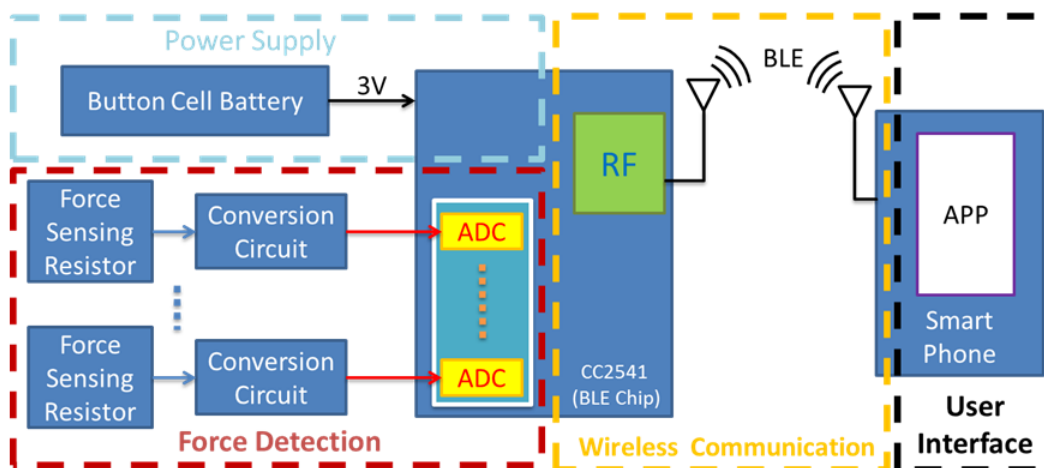 Power Supply
Button Cell Battery
3V
BLE
RF
APP
Smart
Phone
Force
Sensing
Resistor
Conversion
Circuit
ADC
Force
Sensing
Resistor
Conversion
Circuit
ADC
CC2541
(BLE Chip)
Force Detection
Wireless Communication
User
Interface